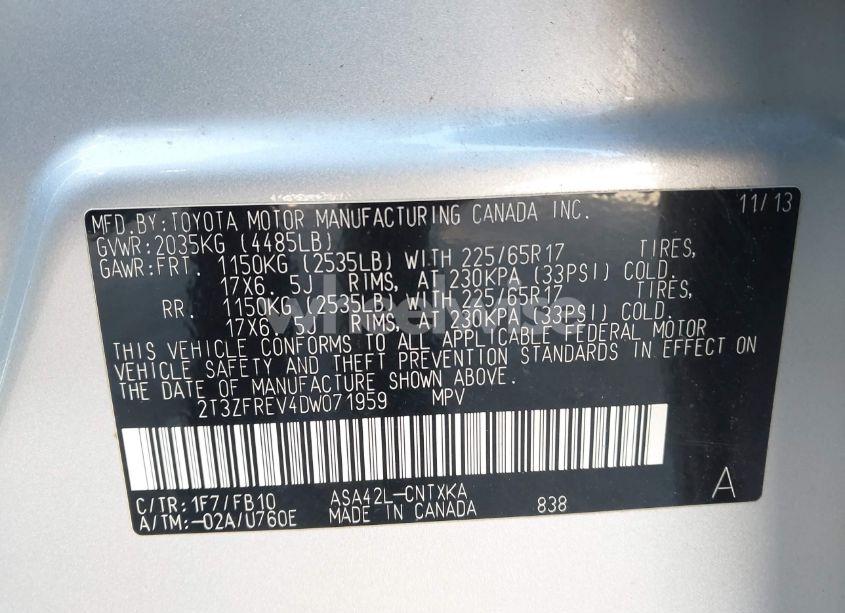 MFD.BY:TOYOTA MOTOR MANUFACTURING CANADA INC. 11/13
GVWR:2035KG (4485LB)
GAWR:FRT. 1150KG (2535LB) WITH 225/65R17 TIRES,
17X6. 5J RIMS, AT 230KPA (33PSI) COLD.
RR. 1150KG (2535LB) WITH 225/65R17 TIRES,
17X6. 5J RIMS, AT 230KPA (33PSI) COLD.
THIS VEHICLE CONFORMS TO ALL APPLICABLE FEDERAL MOTOR
VEHICLE SAFETY AND THEFT PREVENTION STANDARDS IN EFFECT ON
THE DATE OF MANUFACTURE SHOWN ABOVE.
2T3ZFREV4DW071959 MPV
C/TR: 1F7/FB10 ASA42L-CNTXKA A
A/TM:-02A/U760E MADE IN CANADA 838
wheelwise